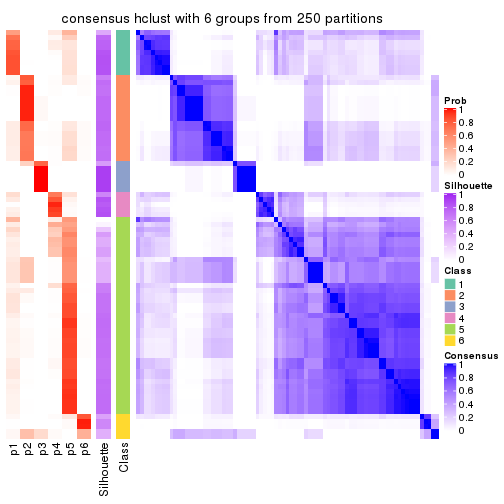 consensus hclust with 6 groups from 250 partitions
Prob
1
0.8
0.6
0.4
0.2
0
Silhouette
1
0.8
0.6
0.4
0.2
0
Class
1
2
3
4
5
6
Consensus
1
0.8
0.6
0.4
0.2
0
p1
p2
p3
p4
p5
p6
Silhouette
Class